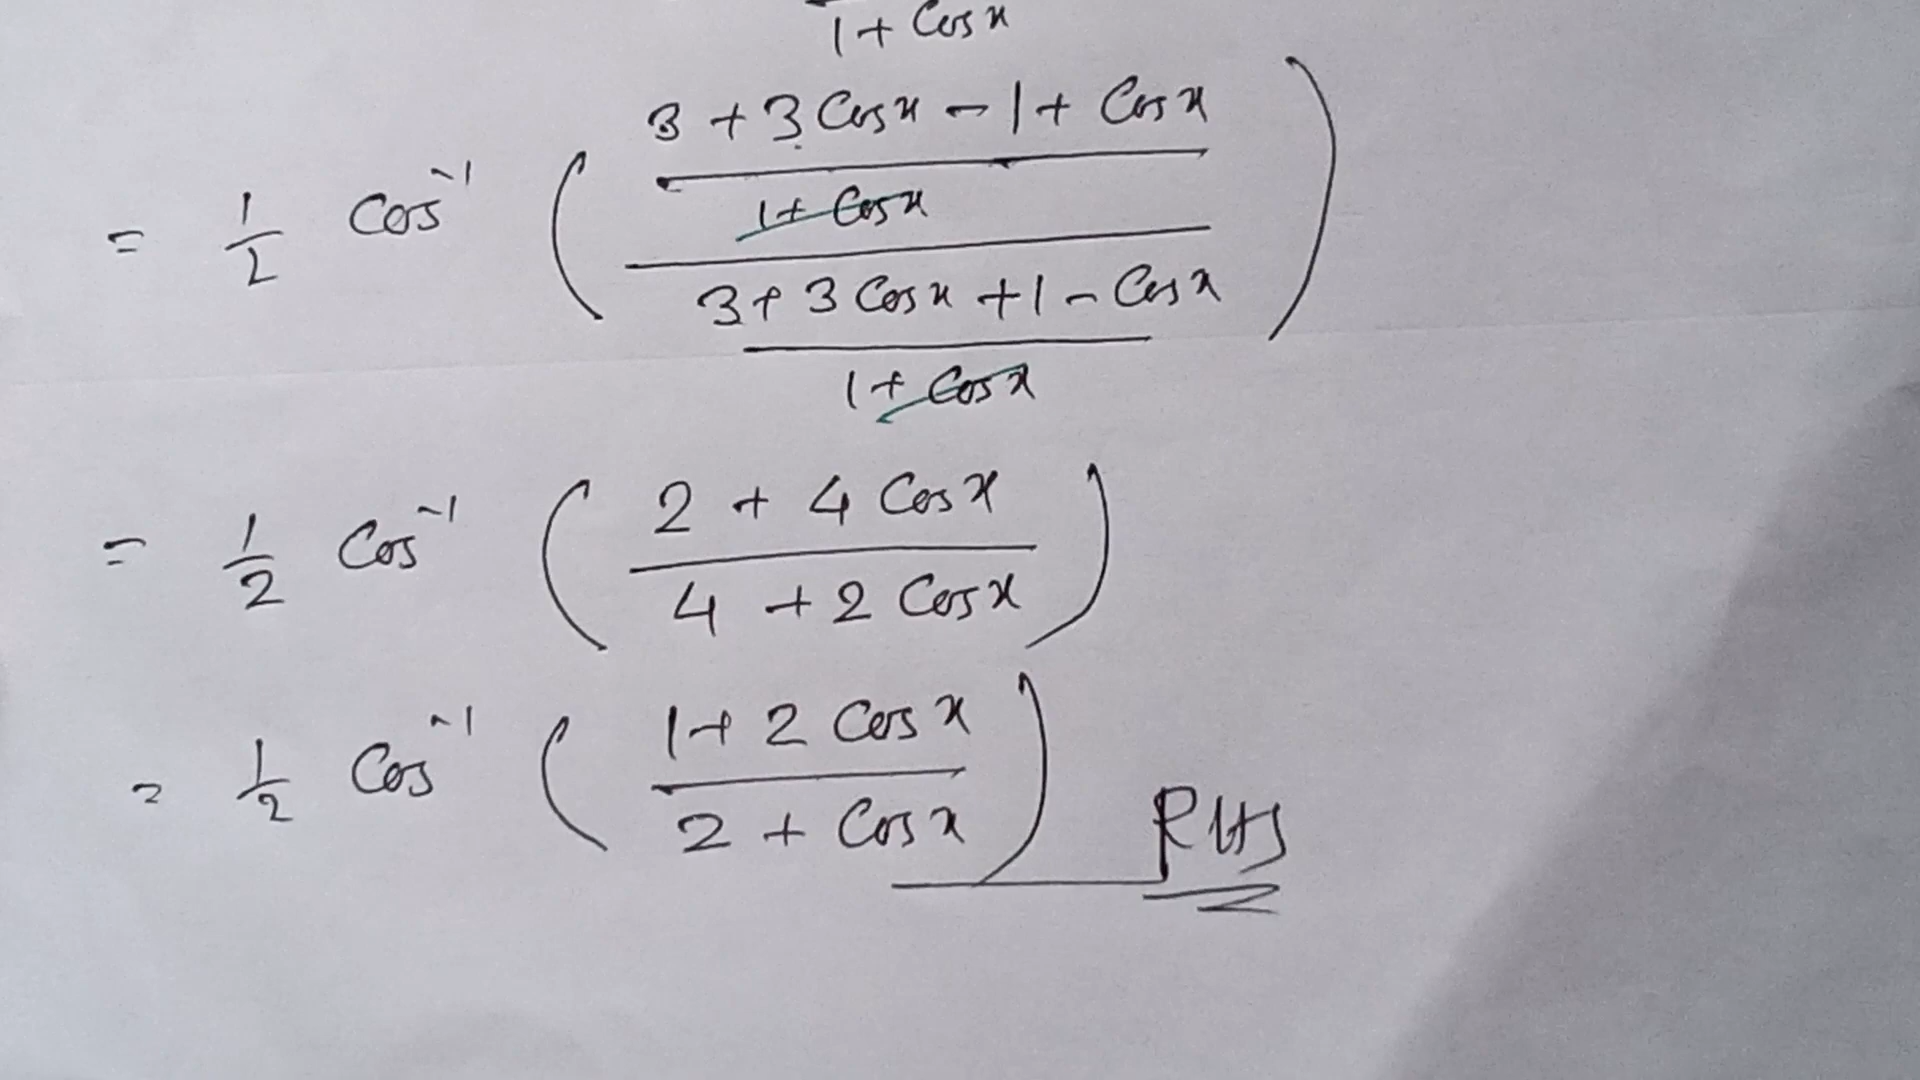 1 + Cos x
3 + 3 Cos x - 1 + Cos x
= 1/2 Cos⁻¹ ( 1 + Cos x )
3 + 3 Cos x + 1 - Cos x
1 + Cos x
2 + 4 Cos x
= 1/2 Cos⁻¹ ( )
4 + 2 Cos x
1 + 2 Cos x
= 1/2 Cos⁻¹ ( )
2 + Cos x RHS